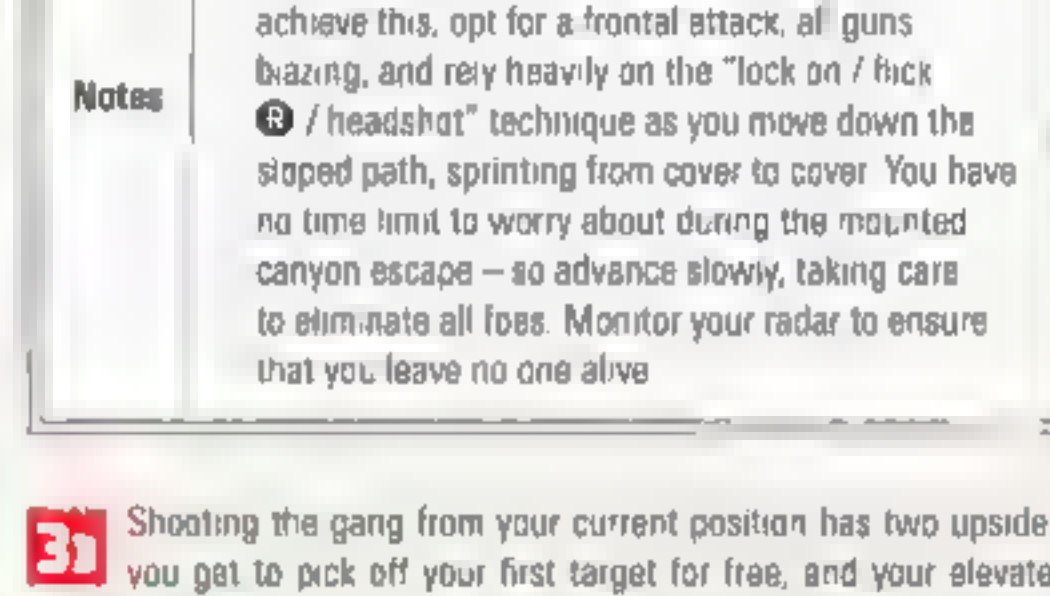 achieve this, opt for a frontal attack, all guns
blazing, and rely heavily on the "lock on / flick
Notes
R / headshot" technique as you move down the
sloped path, sprinting from cover to cover. You have
no time limit to worry about during the mounted
canyon escape – so advance slowly, taking care
to eliminate all foes. Monitor your radar to ensure
that you leave no one alive
Shooting the gang from your current position has two upside
you get to pick off your first target for free, and your elevate